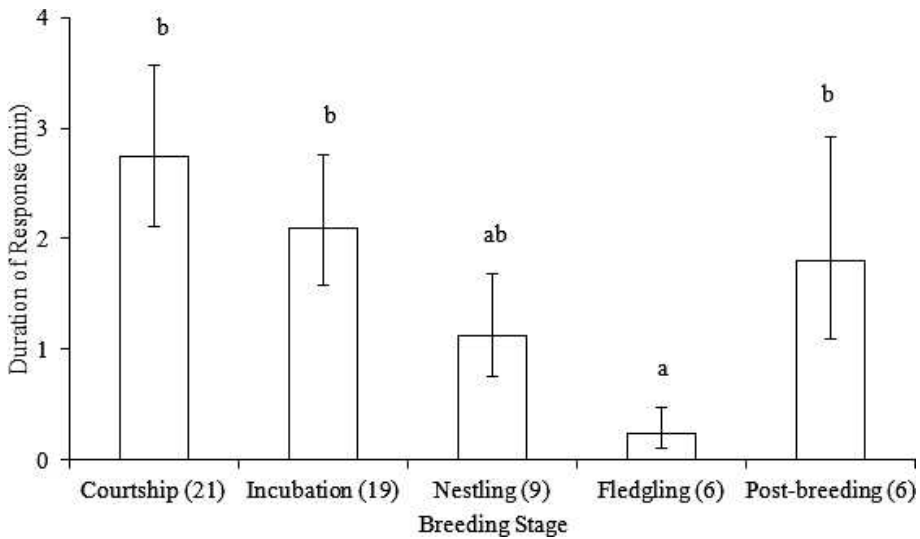 4
3
2
1
0
Duration of Response (min)
b
b
ab
a
b
Courtship (21) Incubation (19) Nestling (9) Fledgling (6) Post-breeding (6)
Breeding Stage